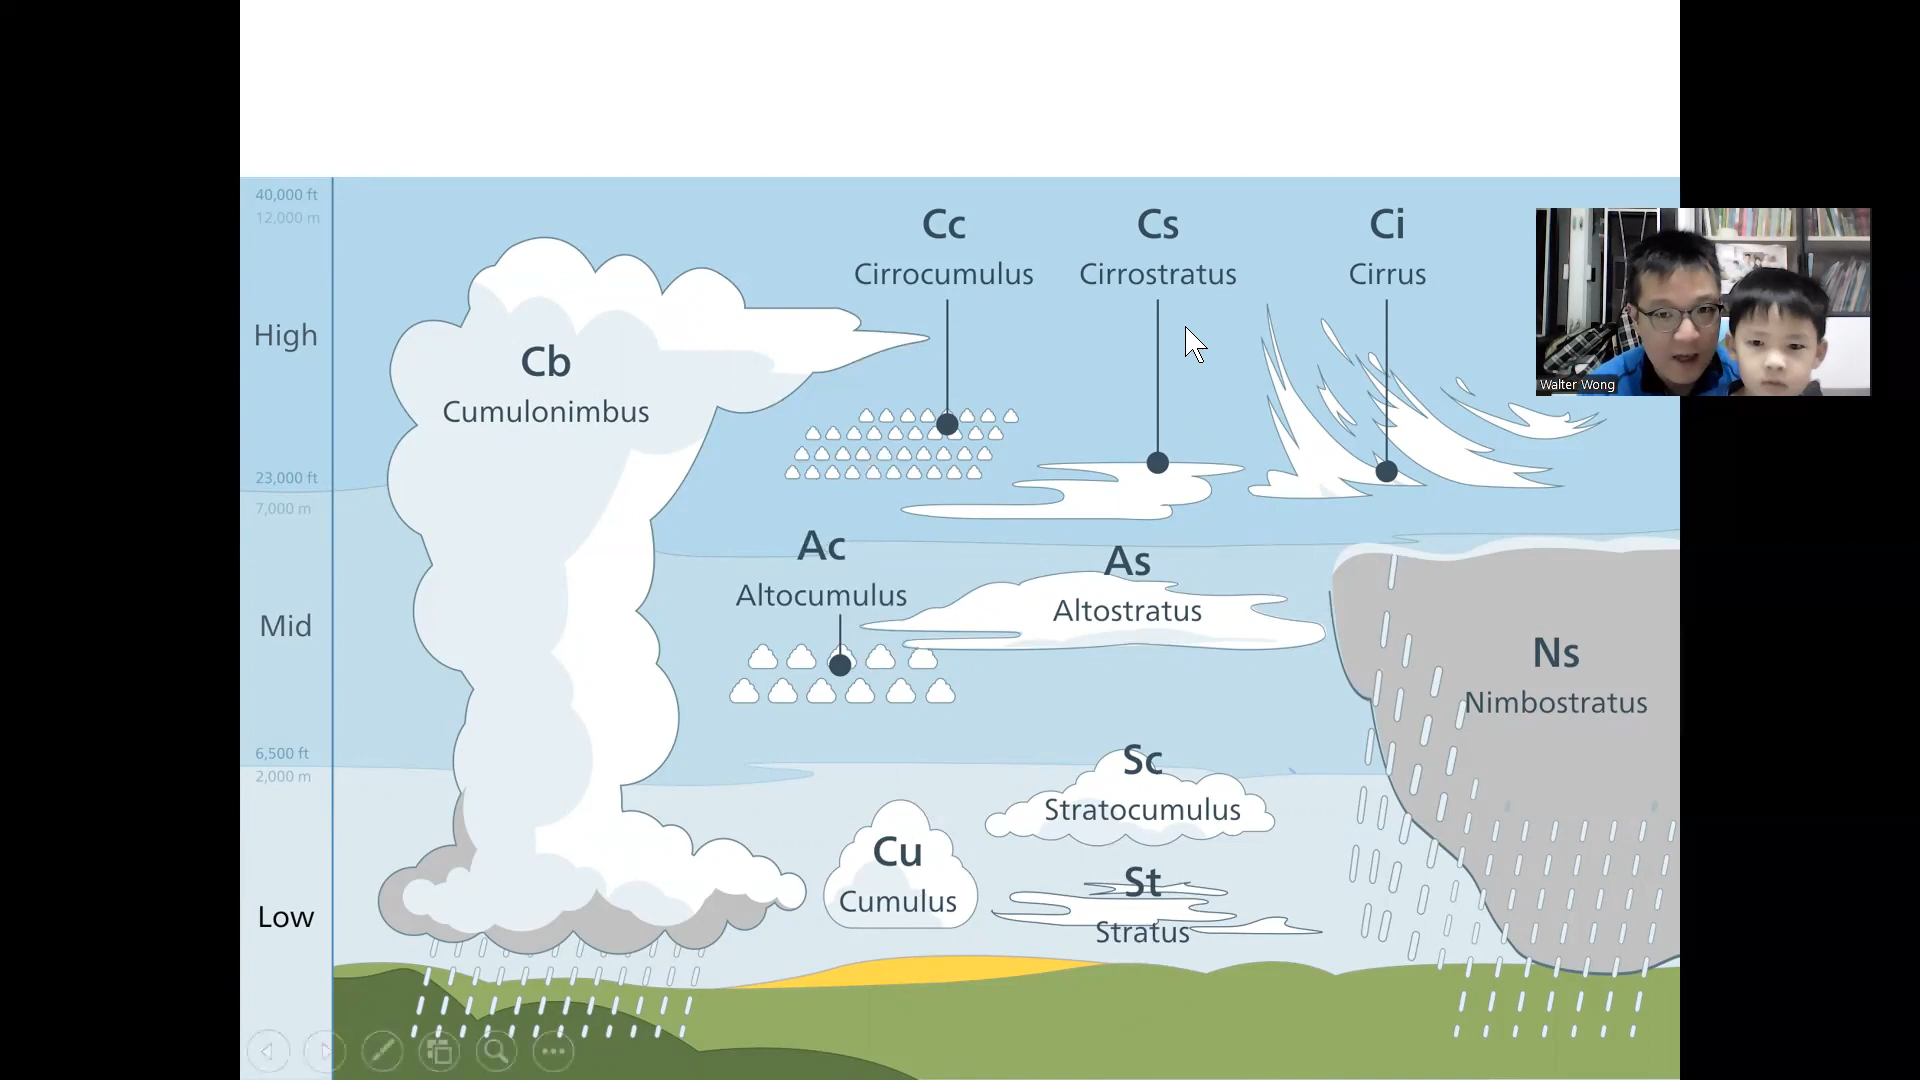 40,000 ft
12,000 m
High
23,000 ft
7,000 m
Mid
6,500 ft
2,000 m
Low
Cb
Cumulonimbus
Cc
Cirrocumulus
Cs
Cirrostratus
Ci
Cirrus
Ac
Altocumulus
As
Altostratus
Ns
Nimbostratus
Sc
Stratocumulus
Cu
Cumulus
St
Stratus
Walter Wong